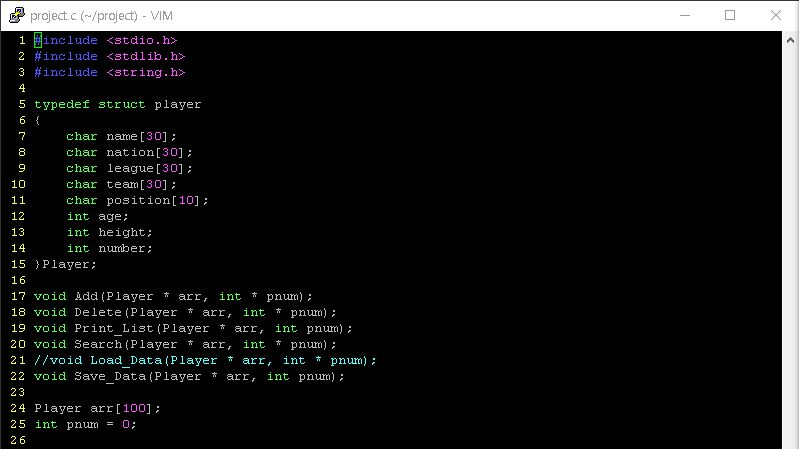 project.c (~/project) - VIM
1 #include <stdio.h>
2 #include <stdlib.h>
3 #include <string.h>
4
5 typedef struct player
6 {
7     char name[30];
8     char nation[30];
9     char league[30];
10     char team[30];
11     char position[10];
12     int age;
13     int height;
14     int number;
15 }Player;
16
17 void Add(Player * arr, int * pnum);
18 void Delete(Player * arr, int * pnum);
19 void Print_List(Player * arr, int pnum);
20 void Search(Player * arr, int * pnum);
21 //void Load_Data(Player * arr, int * pnum);
22 void Save_Data(Player * arr, int pnum);
23
24 Player arr[100];
25 int pnum = 0;
26